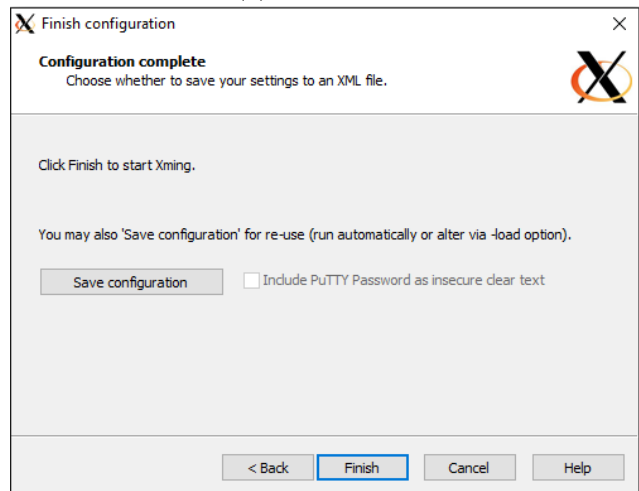 Finish configuration
Configuration complete
Choose whether to save your settings to an XML file.
Click Finish to start Xming.
You may also 'Save configuration' for re-use (run automatically or alter via -load option).
Save configuration
Include PuTTY Password as insecure clear text
< Back
Finish
Cancel
Help